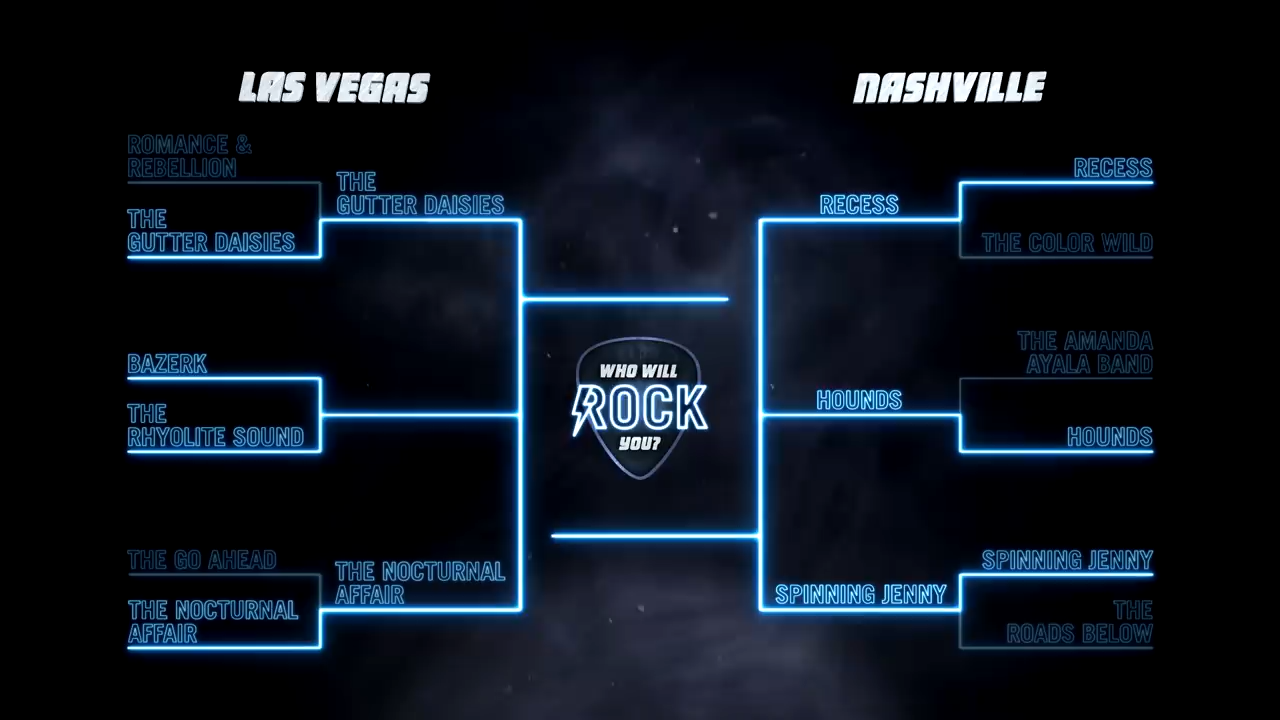 LAS VEGAS
ROMANCE &
REBELLION
THE
GUTTER DAISIES
THE
GUTTER DAISIES
BAZERK
THE
RHYOLITE SOUND
THE GO AHEAD
THE NOCTURNAL
AFFAIR
THE NOCTURNAL
AFFAIR
WHO WILL
ROCK
YOU?
NASHVILLE
RECESS
RECESS
THE COLOR WILD
THE AMANDA
AYALA BAND
HOUNDS
HOUNDS
SPINNING JENNY
SPINNING JENNY
THE
ROADS BELOW